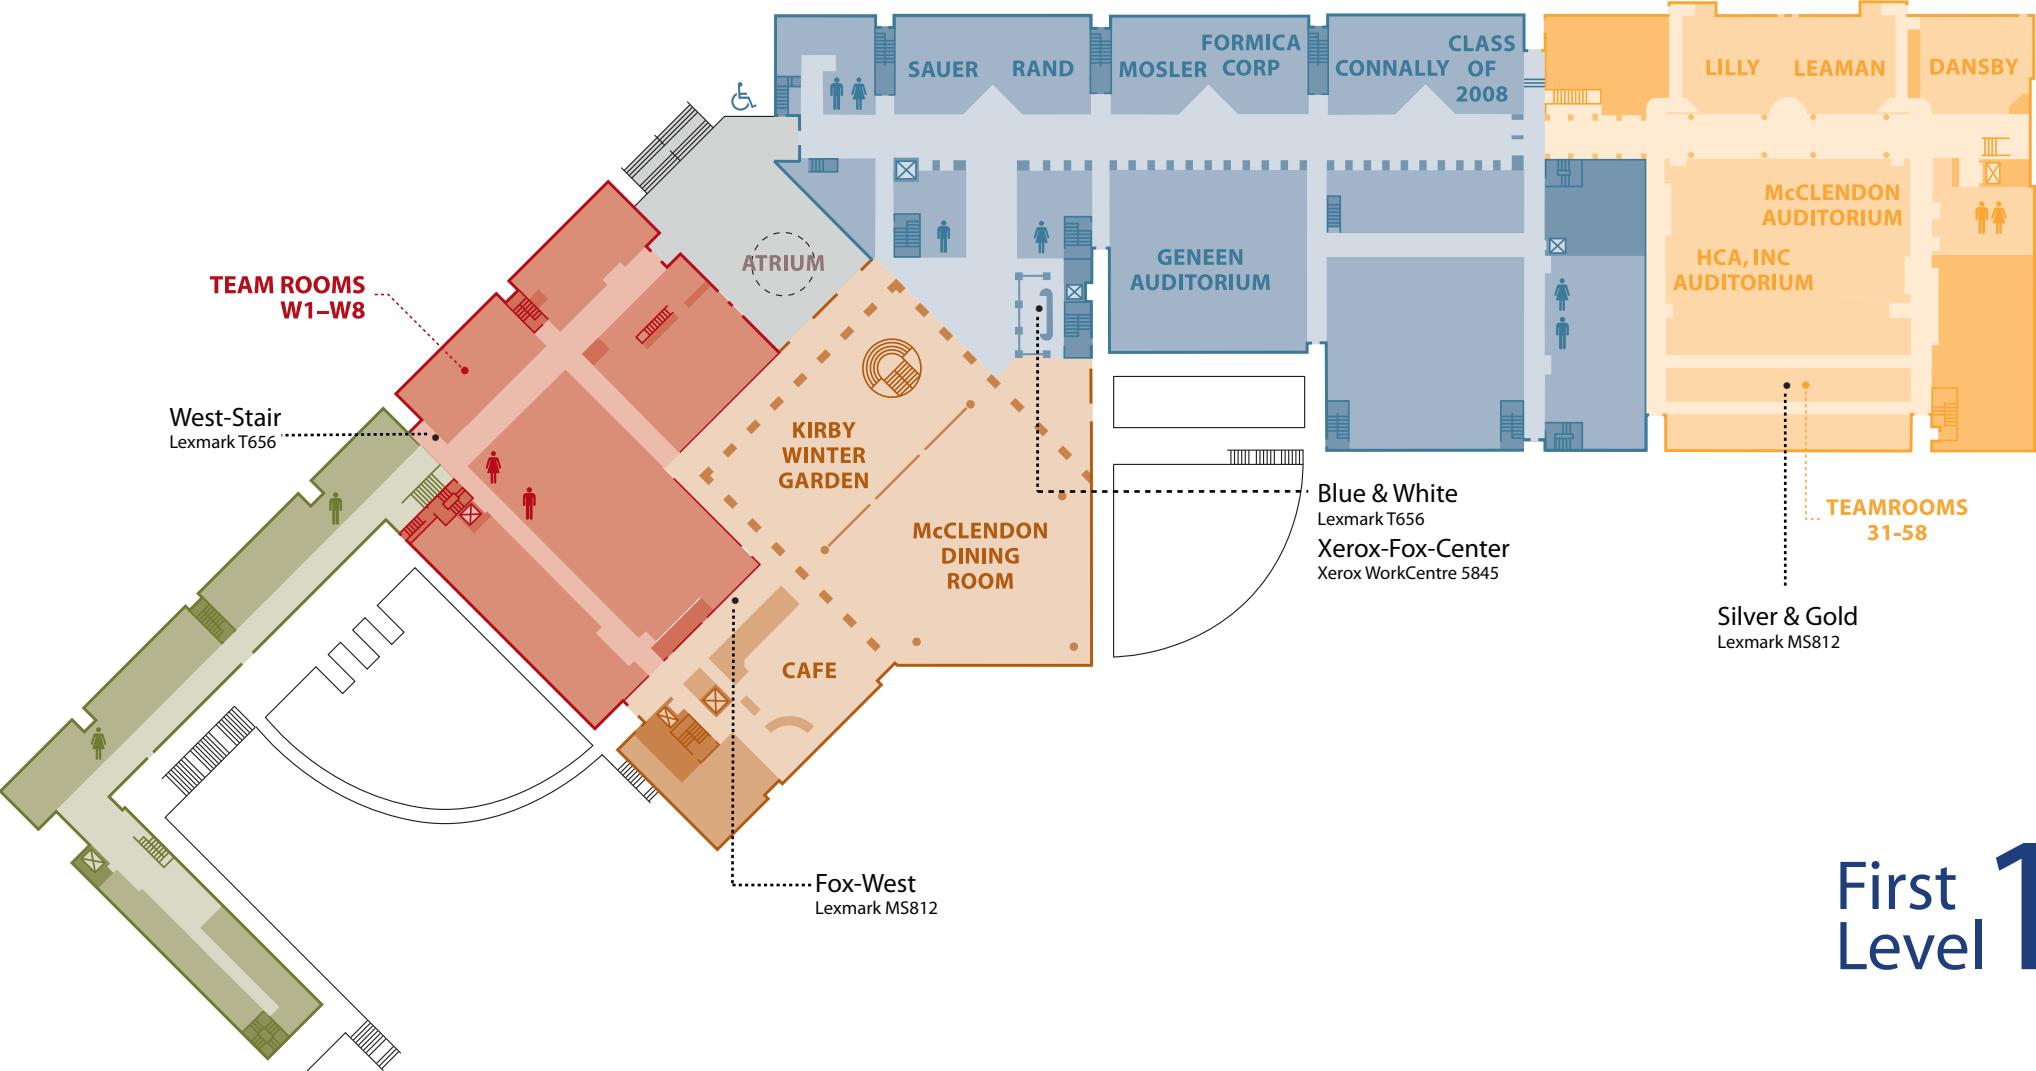 SAUER
RAND
MOSLER
FORMICA
CORP
CONNALLY
CLASS
OF
2008
LILLY
LEAMAN
DANSBY
McCLENDON
AUDITORIUM
HCA, INC
AUDITORIUM
GENEEN
AUDITORIUM
ATRIUM
TEAM ROOMS
W1–W8
West-Stair
Lexmark T656
KIRBY
WINTER
GARDEN
McCLENDON
DINING
ROOM
CAFE
Blue & White
Lexmark T656
Xerox-Fox-Center
Xerox WorkCentre 5845
TEAMROOMS
31-58
Silver & Gold
Lexmark MS812
Fox-West
Lexmark MS812
First
Level 1